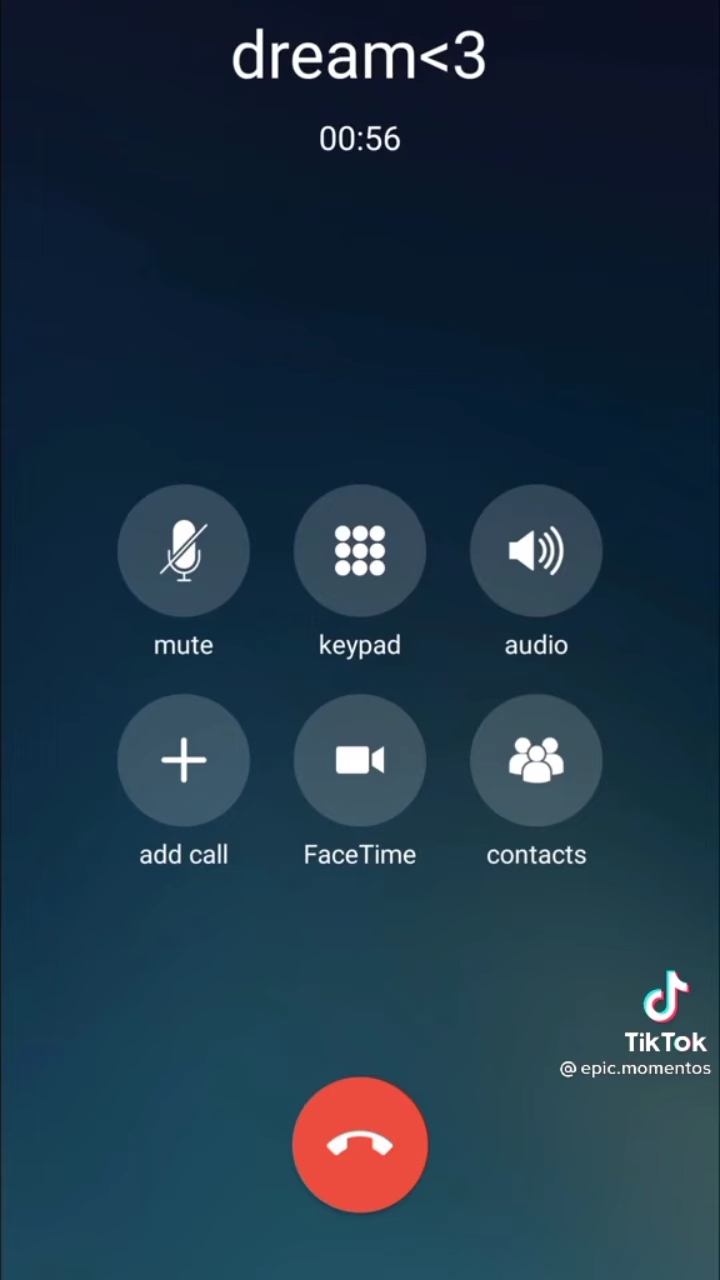 dream<3
00:56
mute keypad audio
add call FaceTime contacts
TikTok
@epic.momentos